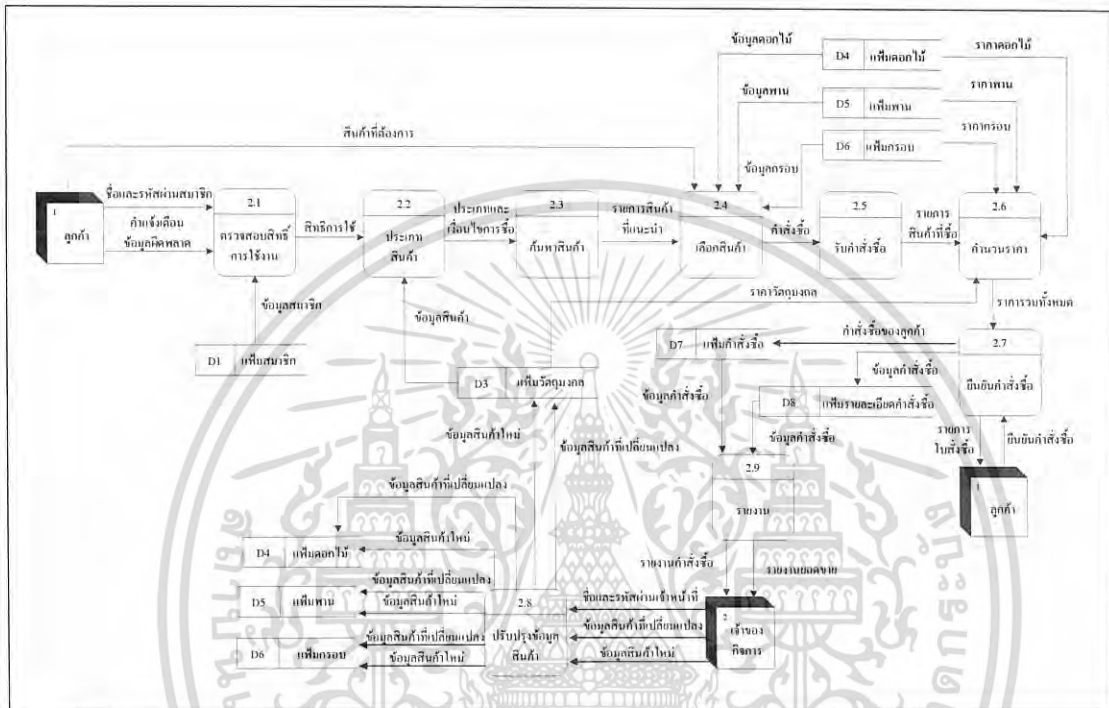 ข้อมูลดอกไม้
D4 แฟ้มดอกไม้
ราคาดอกไม้
ข้อมูลพาน
D5 แฟ้มพาน
ราคาพาน
สินค้าที่ต้องการ
D6 แฟ้มกรอบ
ราคากรอบ
ข้อมูลกรอบ
1
ลูกค้า
ชื่อและรหัสผ่านสมาชิก
คำแจ้งเตือน
ข้อมูลผิดพลาด
2.1
ตรวจสอบสิทธิ์
การใช้งาน
สิทธิการใช้
2.2
ประเภท
สินค้า
ประเภทและ
เงื่อนไขการซื้อ
2.3
ค้นหาสินค้า
รายการสินค้า
ที่แนะนำ
2.4
เลือกสินค้า
คำสั่งซื้อ
2.5
รับคำสั่งซื้อ
รายการ
สินค้าที่ซื้อ
2.6
คำนวนราคา
ข้อมูลสมาชิก
ข้อมูลสินค้า
ราคาวัตถุมงคล
ราคารวมทั้งหมด
D1 แฟ้มสมาชิก
D3 แฟ้มวัตถุมงคล
D7 แฟ้มคำสั่งซื้อ
คำสั่งซื้อของลูกค้า
2.7
ยืนยันคำสั่งซื้อ
ข้อมูลคำสั่งซื้อ
ข้อมูลคำสั่งซื้อ
D8 แฟ้มรายละเอียดคำสั่งซื้อ
ข้อมูลคำสั่งซื้อ
รายการ
ใบสั่งซื้อ
ยืนยันคำสั่งซื้อ
1
ลูกค้า
ข้อมูลสินค้าใหม่
ข้อมูลสินค้าที่เปลี่ยนแปลง
2.9
รายงาน
ข้อมูลสินค้าที่เปลี่ยนแปลง
ข้อมูลสินค้าใหม่
D4 แฟ้มดอกไม้
ข้อมูลสินค้าที่เปลี่ยนแปลง
D5 แฟ้มพาน
ข้อมูลสินค้าใหม่
ข้อมูลสินค้าที่เปลี่ยนแปลง
D6 แฟ้มกรอบ
ข้อมูลสินค้าใหม่
2.8
ปรับปรุงข้อมูล
สินค้า
รายงานคำสั่งซื้อ
รายงานยอดขาย
ชื่อและรหัสผ่านเจ้าหน้าที่
ข้อมูลสินค้าที่เปลี่ยนแปลง
ข้อมูลสินค้าใหม่
2
เจ้าของ
กิจการ